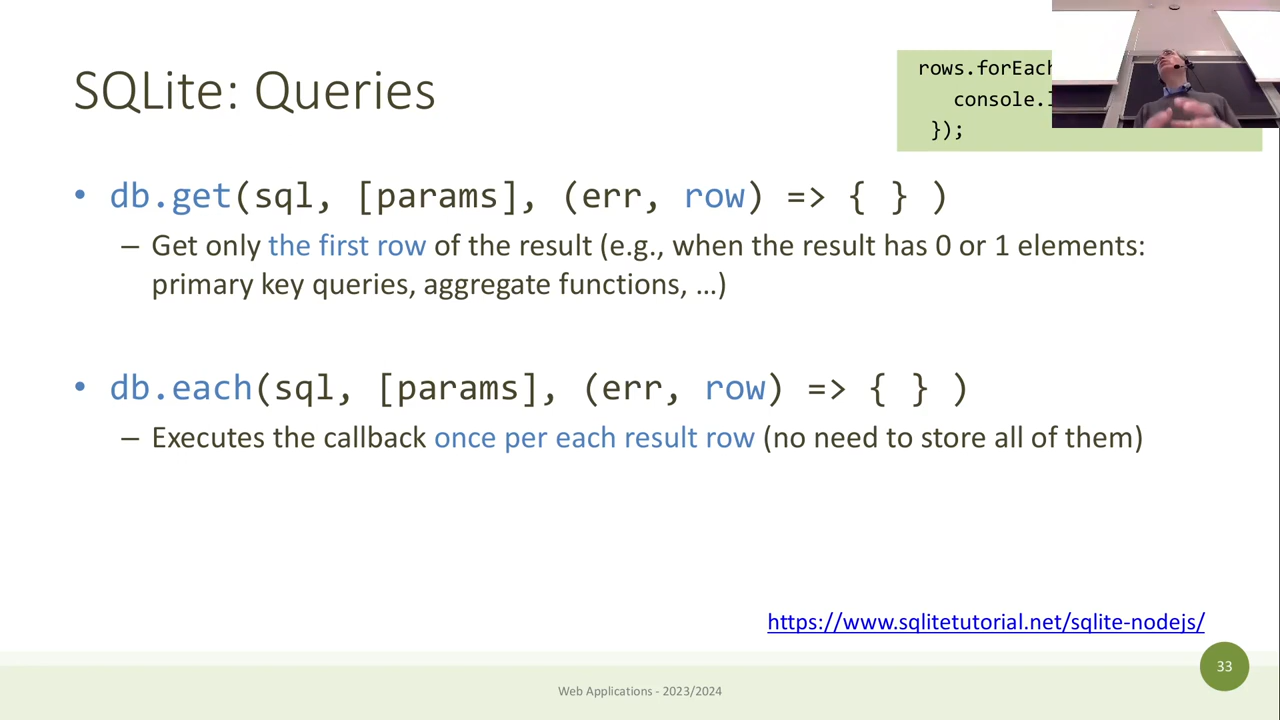 SQLite: Queries
rows.forEach
console.
});
• db.get(sql, [params], (err, row) => { } )
– Get only the first row of the result (e.g., when the result has 0 or 1 elements:
primary key queries, aggregate functions, …)
• db.each(sql, [params], (err, row) => { } )
– Executes the callback once per each result row (no need to store all of them)
https://www.sqlitetutorial.net/sqlite-nodejs/
33
Web Applications - 2023/2024